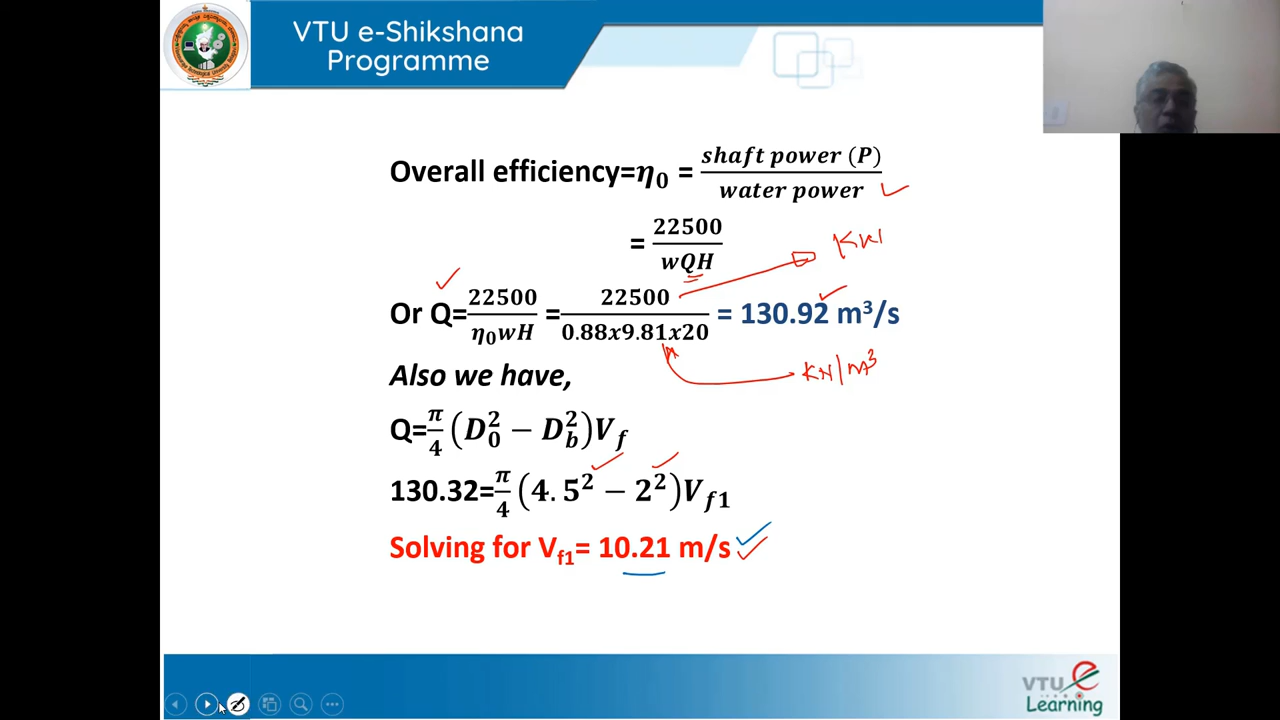 VTU e-Shikshana
Programme
Overall efficiency=η₀ = shaft power (P) / water power
= 22500 / wQH
KW
Or Q= 22500 / η₀wH = 22500 / 0.88x9.81x20 = 130.92 m³/s
KN/m³
Also we have,
Q= π/4 (D₀² − D_b²)V_f
130.32= π/4 (4.5² − 2²)V_f1
Solving for V_f1= 10.21 m/s
VTU e
Learning